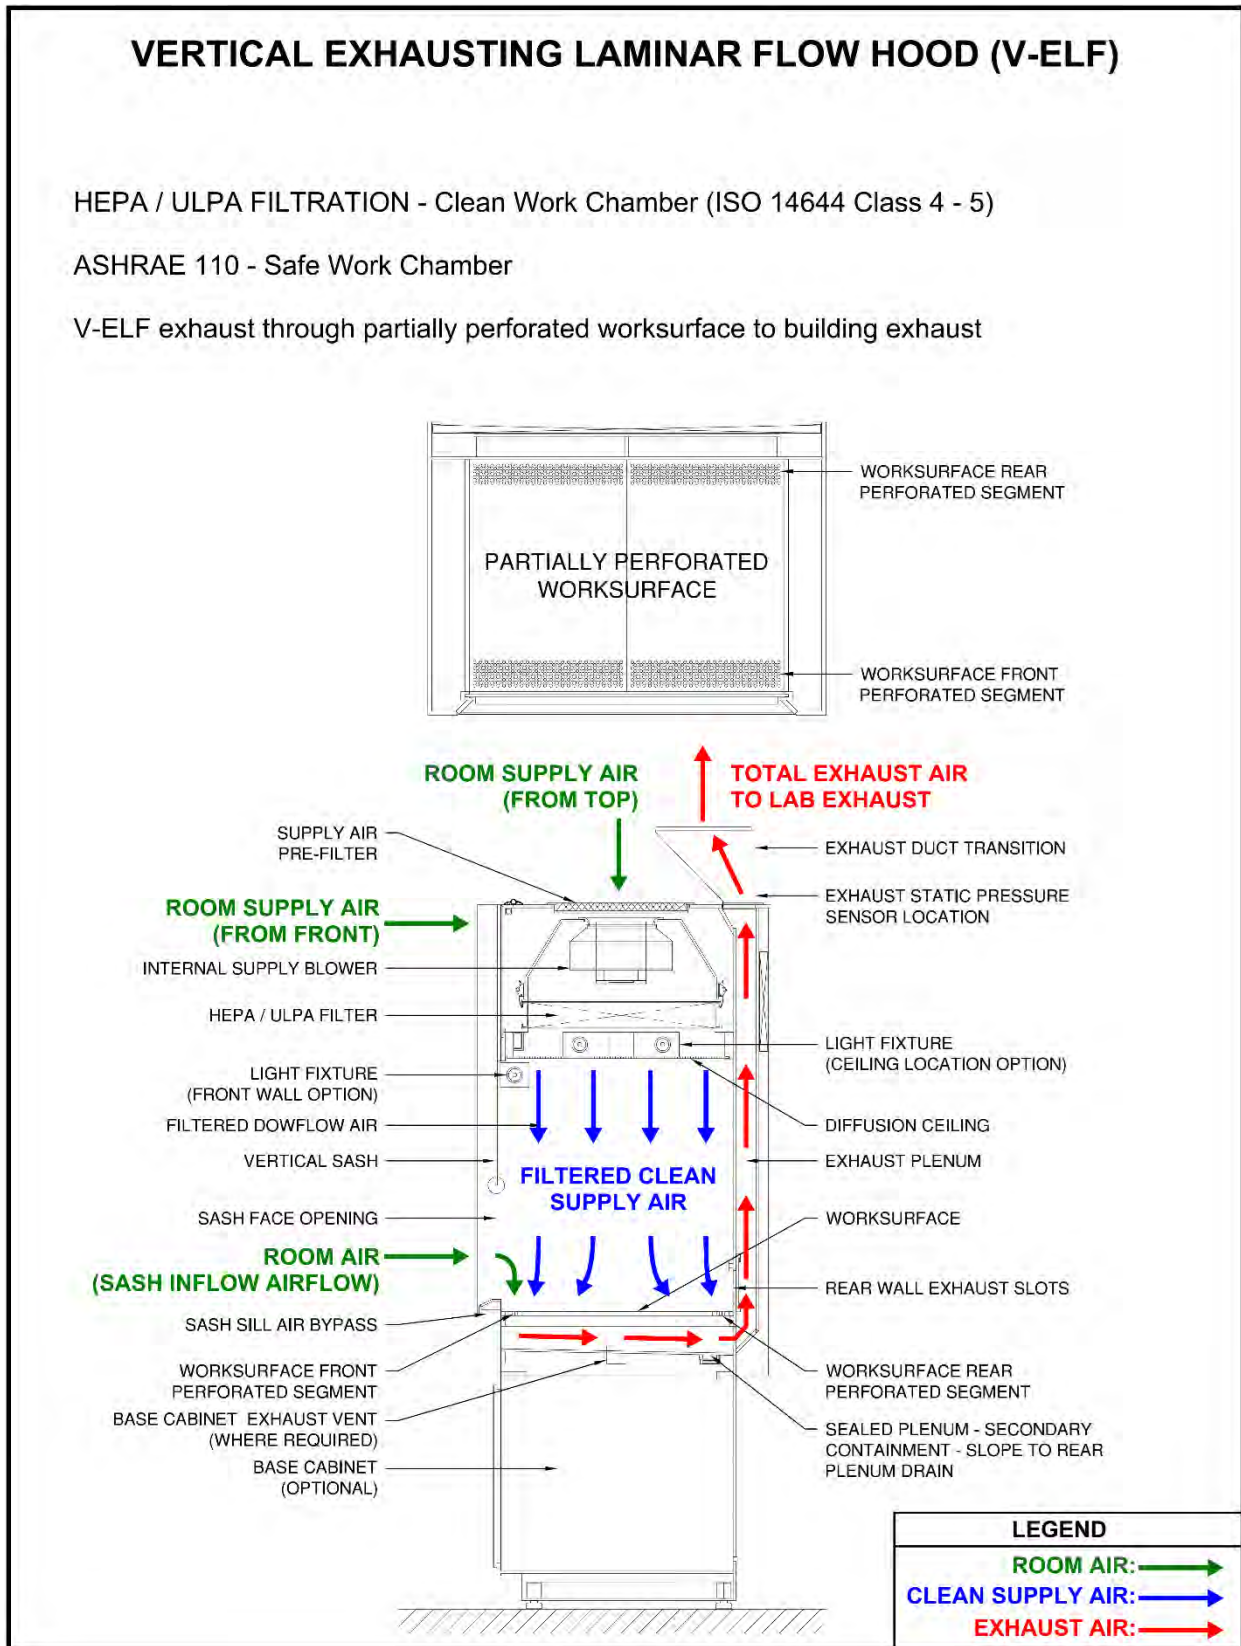 VERTICAL EXHAUSTING LAMINAR FLOW HOOD (V-ELF)
HEPA / ULPA FILTRATION - Clean Work Chamber (ISO 14644 Class 4 - 5)
ASHRAE 110 - Safe Work Chamber
V-ELF exhaust through partially perforated worksurface to building exhaust
WORKSURFACE REAR
PERFORATED SEGMENT
PARTIALLY PERFORATED
WORKSURFACE
WORKSURFACE FRONT
PERFORATED SEGMENT
ROOM SUPPLY AIR
(FROM TOP)
TOTAL EXHAUST AIR
TO LAB EXHAUST
SUPPLY AIR
PRE-FILTER
EXHAUST DUCT TRANSITION
EXHAUST STATIC PRESSURE
SENSOR LOCATION
ROOM SUPPLY AIR
(FROM FRONT)
INTERNAL SUPPLY BLOWER
HEPA / ULPA FILTER
LIGHT FIXTURE
(CEILING LOCATION OPTION)
LIGHT FIXTURE
(FRONT WALL OPTION)
FILTERED DOWFLOW AIR
DIFFUSION CEILING
VERTICAL SASH
EXHAUST PLENUM
FILTERED CLEAN
SUPPLY AIR
SASH FACE OPENING
WORKSURFACE
ROOM AIR
(SASH INFLOW AIRFLOW)
REAR WALL EXHAUST SLOTS
SASH SILL AIR BYPASS
WORKSURFACE FRONT
PERFORATED SEGMENT
WORKSURFACE REAR
PERFORATED SEGMENT
BASE CABINET EXHAUST VENT
(WHERE REQUIRED)
SEALED PLENUM - SECONDARY
CONTAINMENT - SLOPE TO REAR
PLENUM DRAIN
BASE CABINET
(OPTIONAL)
LEGEND
ROOM AIR:
CLEAN SUPPLY AIR:
EXHAUST AIR: